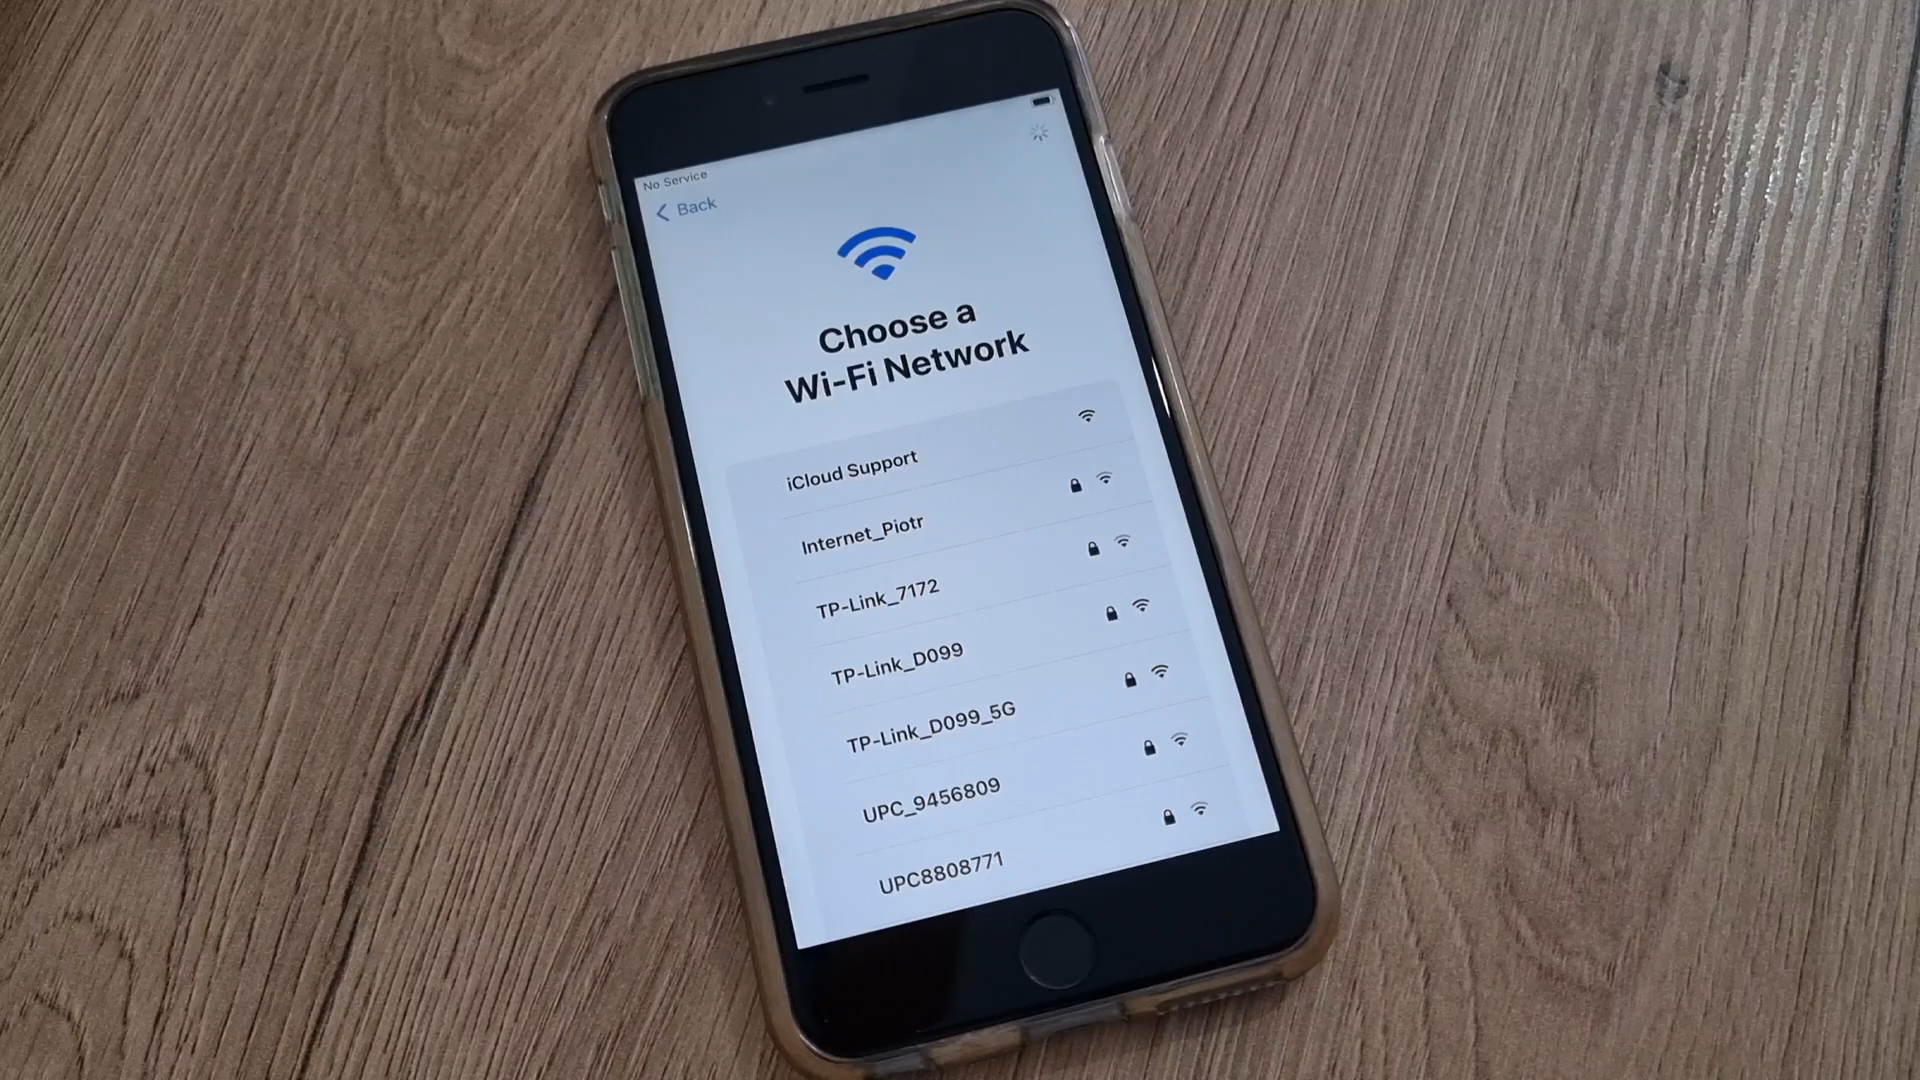 No Service
Back
Choose a
Wi-Fi Network
iCloud Support
Internet_Piotr
TP-Link_7172
TP-Link_D099
TP-Link_D099_5G
UPC_9456809
UPC8808771